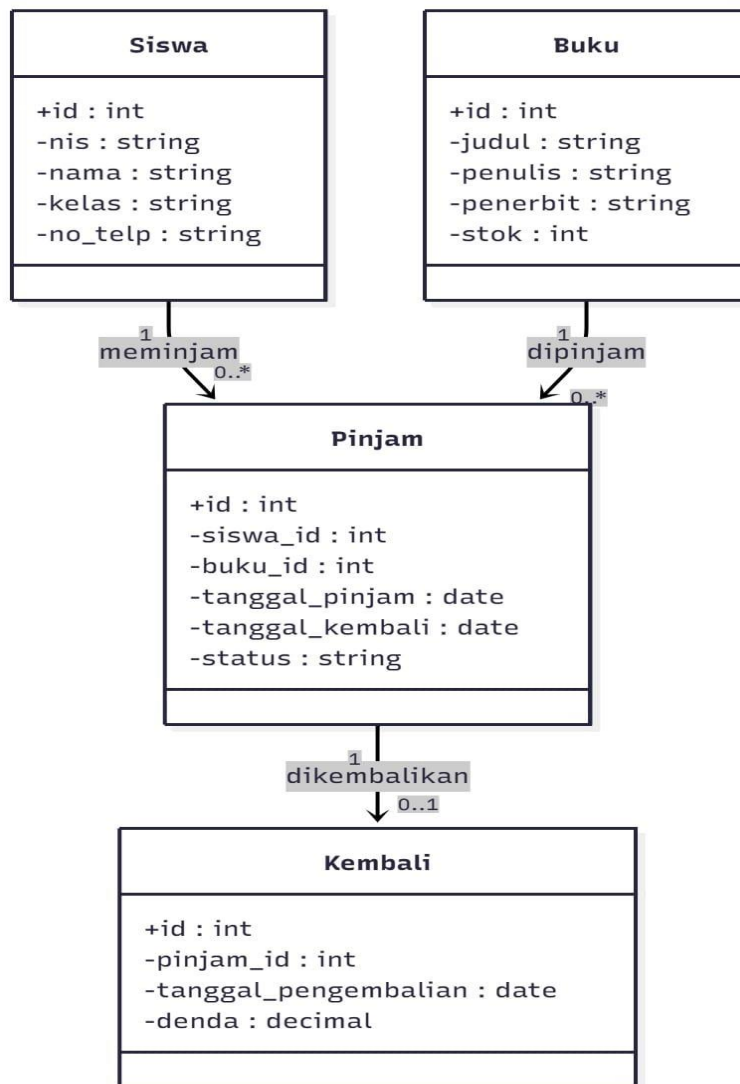 Siswa
+id : int
-nis : string
-nama : string
-kelas : string
-no_telp : string
Buku
+id : int
-judul : string
-penulis : string
-penerbit : string
-stok : int
1
meminjam
0..*
1
dipinjam
0..*
Pinjam
+id : int
-siswa_id : int
-buku_id : int
-tanggal_pinjam : date
-tanggal_kembali : date
-status : string
1
dikembalikan
0..1
Kembali
+id : int
-pinjam_id : int
-tanggal_pengembalian : date
-denda : decimal